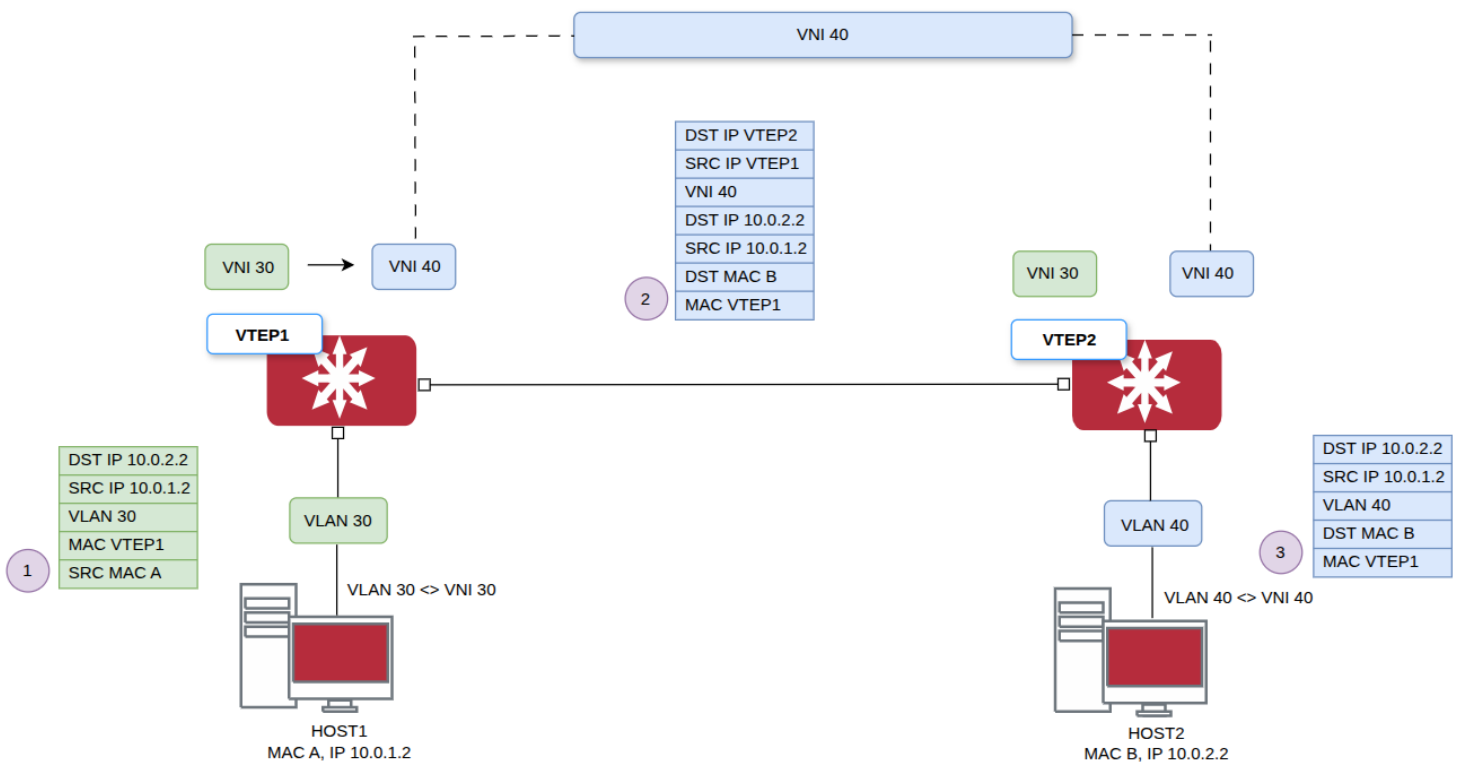 VNI 40
DST IP VTEP2
SRC IP VTEP1
VNI 40
DST IP 10.0.2.2
SRC IP 10.0.1.2
DST MAC B
MAC VTEP1
2
VNI 30
VNI 40
VNI 30
VNI 40
VTEP1
VTEP2
DST IP 10.0.2.2
SRC IP 10.0.1.2
VLAN 30
MAC VTEP1
SRC MAC A
1
VLAN 30
VLAN 30 <> VNI 30
HOST1
MAC A, IP 10.0.1.2
VLAN 40
VLAN 40 <> VNI 40
HOST2
MAC B, IP 10.0.2.2
DST IP 10.0.2.2
SRC IP 10.0.1.2
VLAN 40
DST MAC B
MAC VTEP1
3